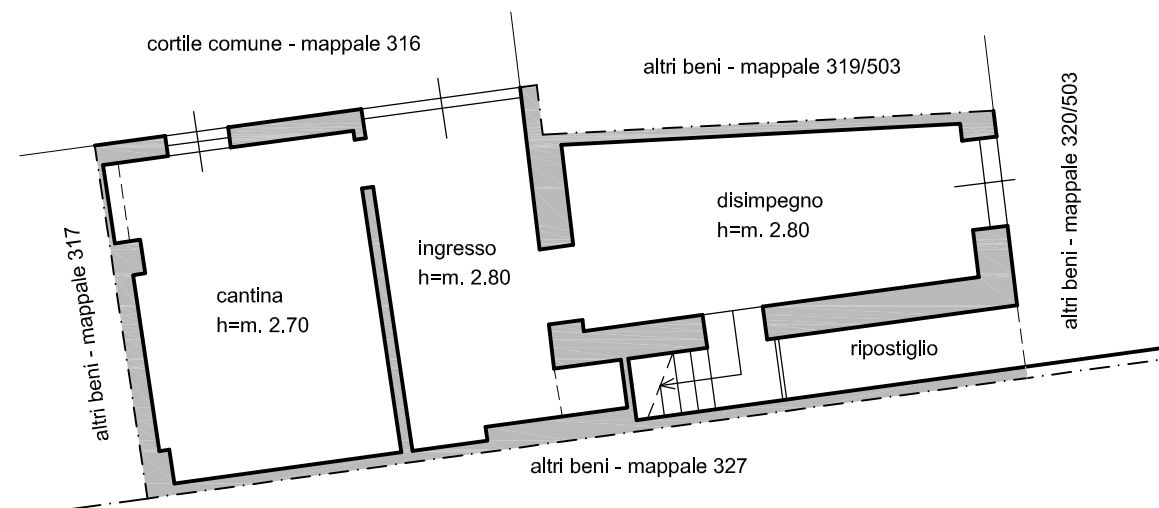 cortile comune - mappale 316
altri beni - mappale 319/503
altri beni - mappale 320/503
altri beni - mappale 317
disimpegno
h=m. 2.80
ingresso
h=m. 2.80
cantina
h=m. 2.70
ripostiglio
altri beni - mappale 327